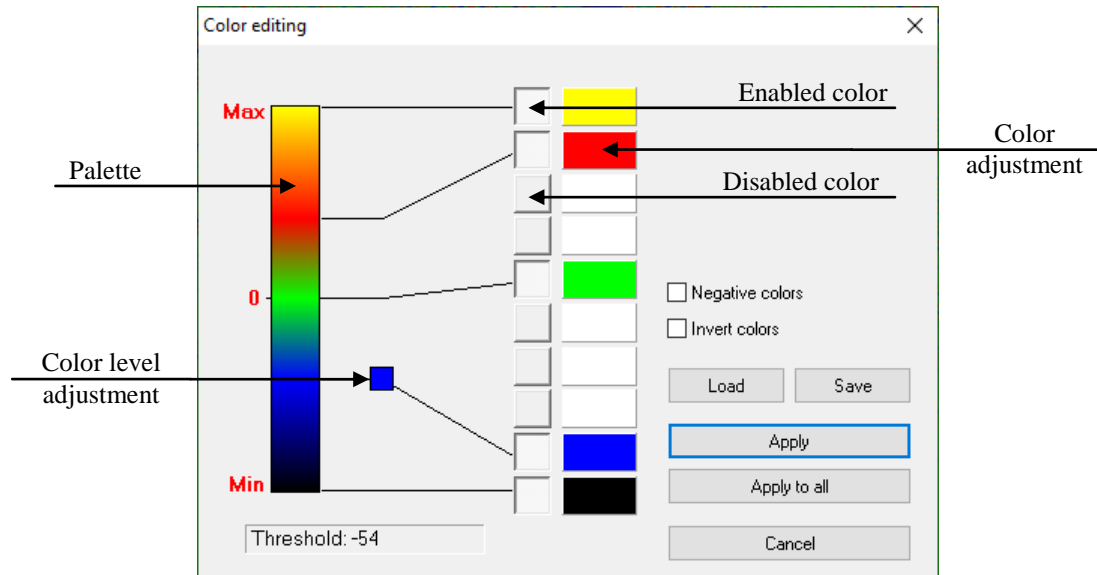 Color editing
Max
Enabled color
Color
adjustment
Palette
Disabled color
0
Negative colors
Invert colors
Color level
adjustment
Load
Save
Apply
Min
Apply to all
Threshold: -54
Cancel